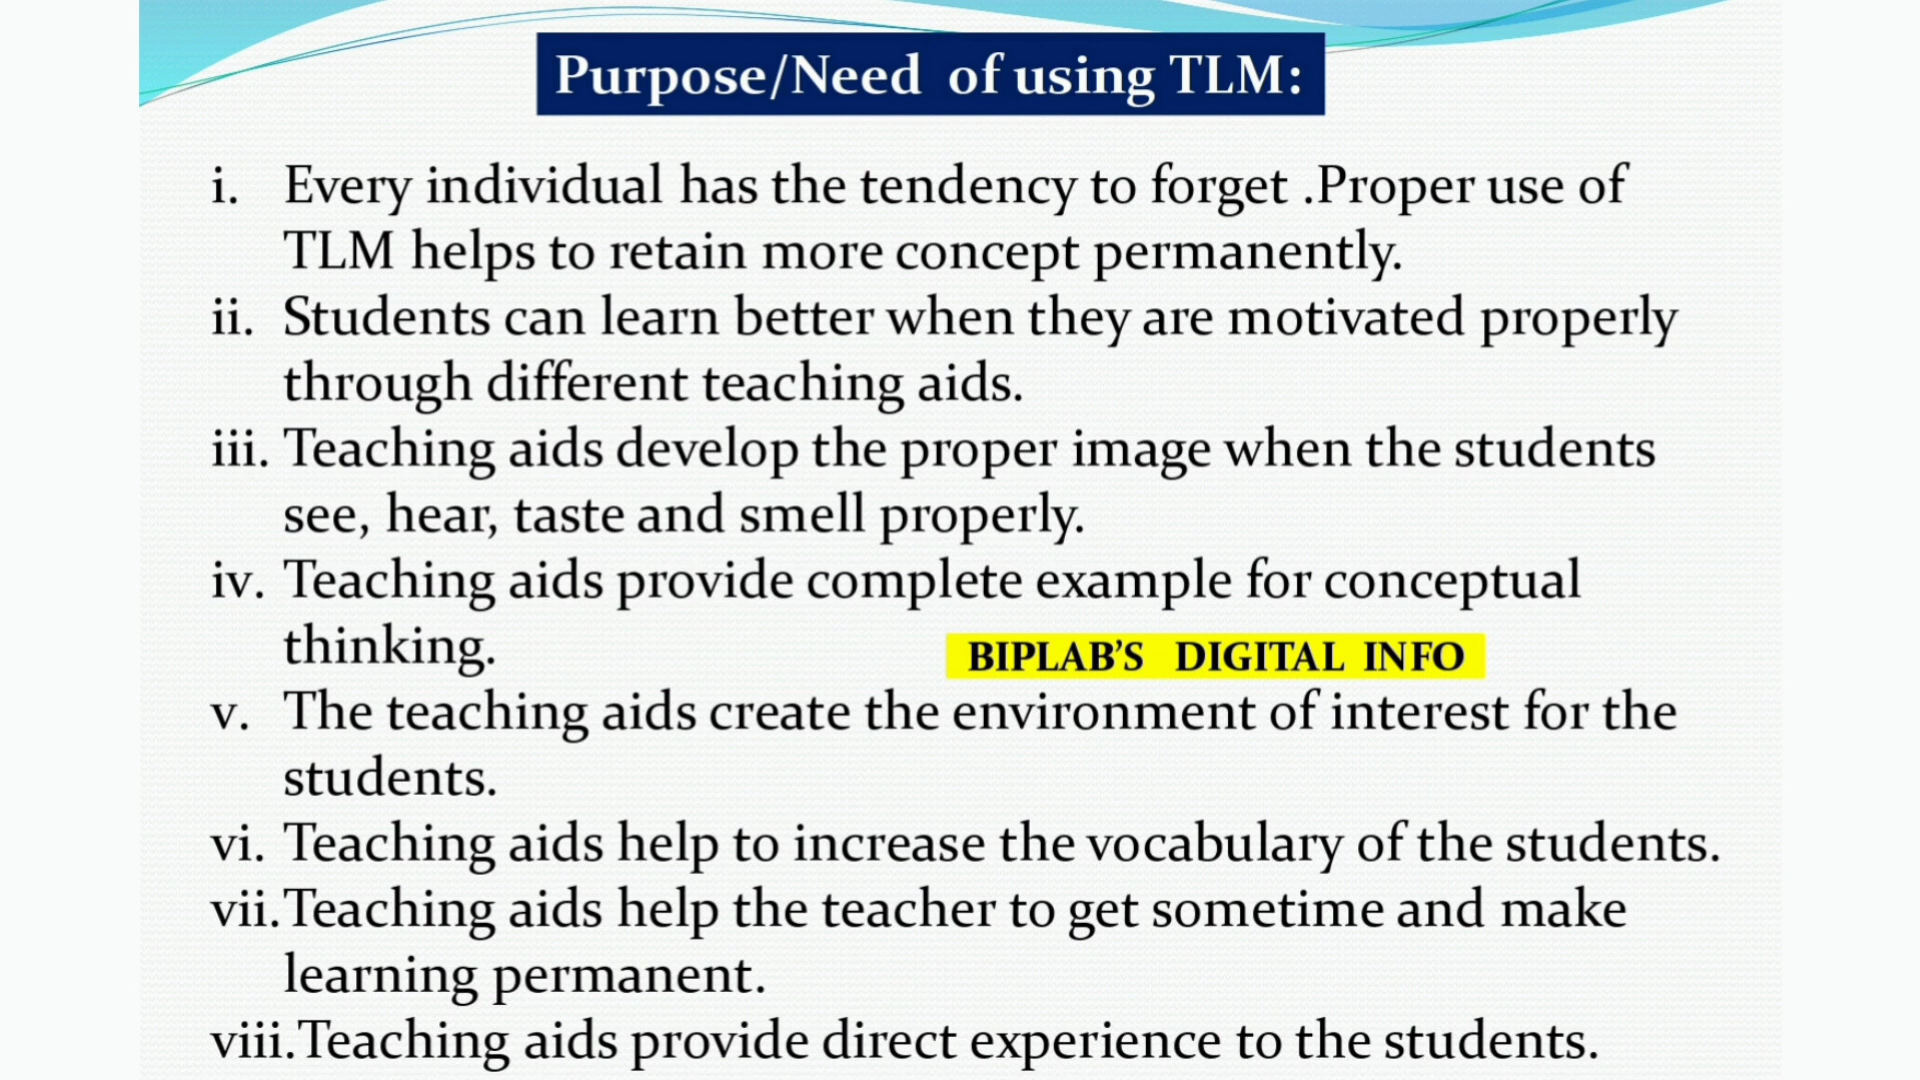 Purpose/Need of using TLM:
i. Every individual has the tendency to forget .Proper use of
TLM helps to retain more concept permanently.
ii. Students can learn better when they are motivated properly
through different teaching aids.
iii. Teaching aids develop the proper image when the students
see, hear, taste and smell properly.
iv. Teaching aids provide complete example for conceptual
thinking.
BIPLAB'S DIGITAL INFO
v. The teaching aids create the environment of interest for the
students.
vi. Teaching aids help to increase the vocabulary of the students.
vii.Teaching aids help the teacher to get sometime and make
learning permanent.
viii.Teaching aids provide direct experience to the students.